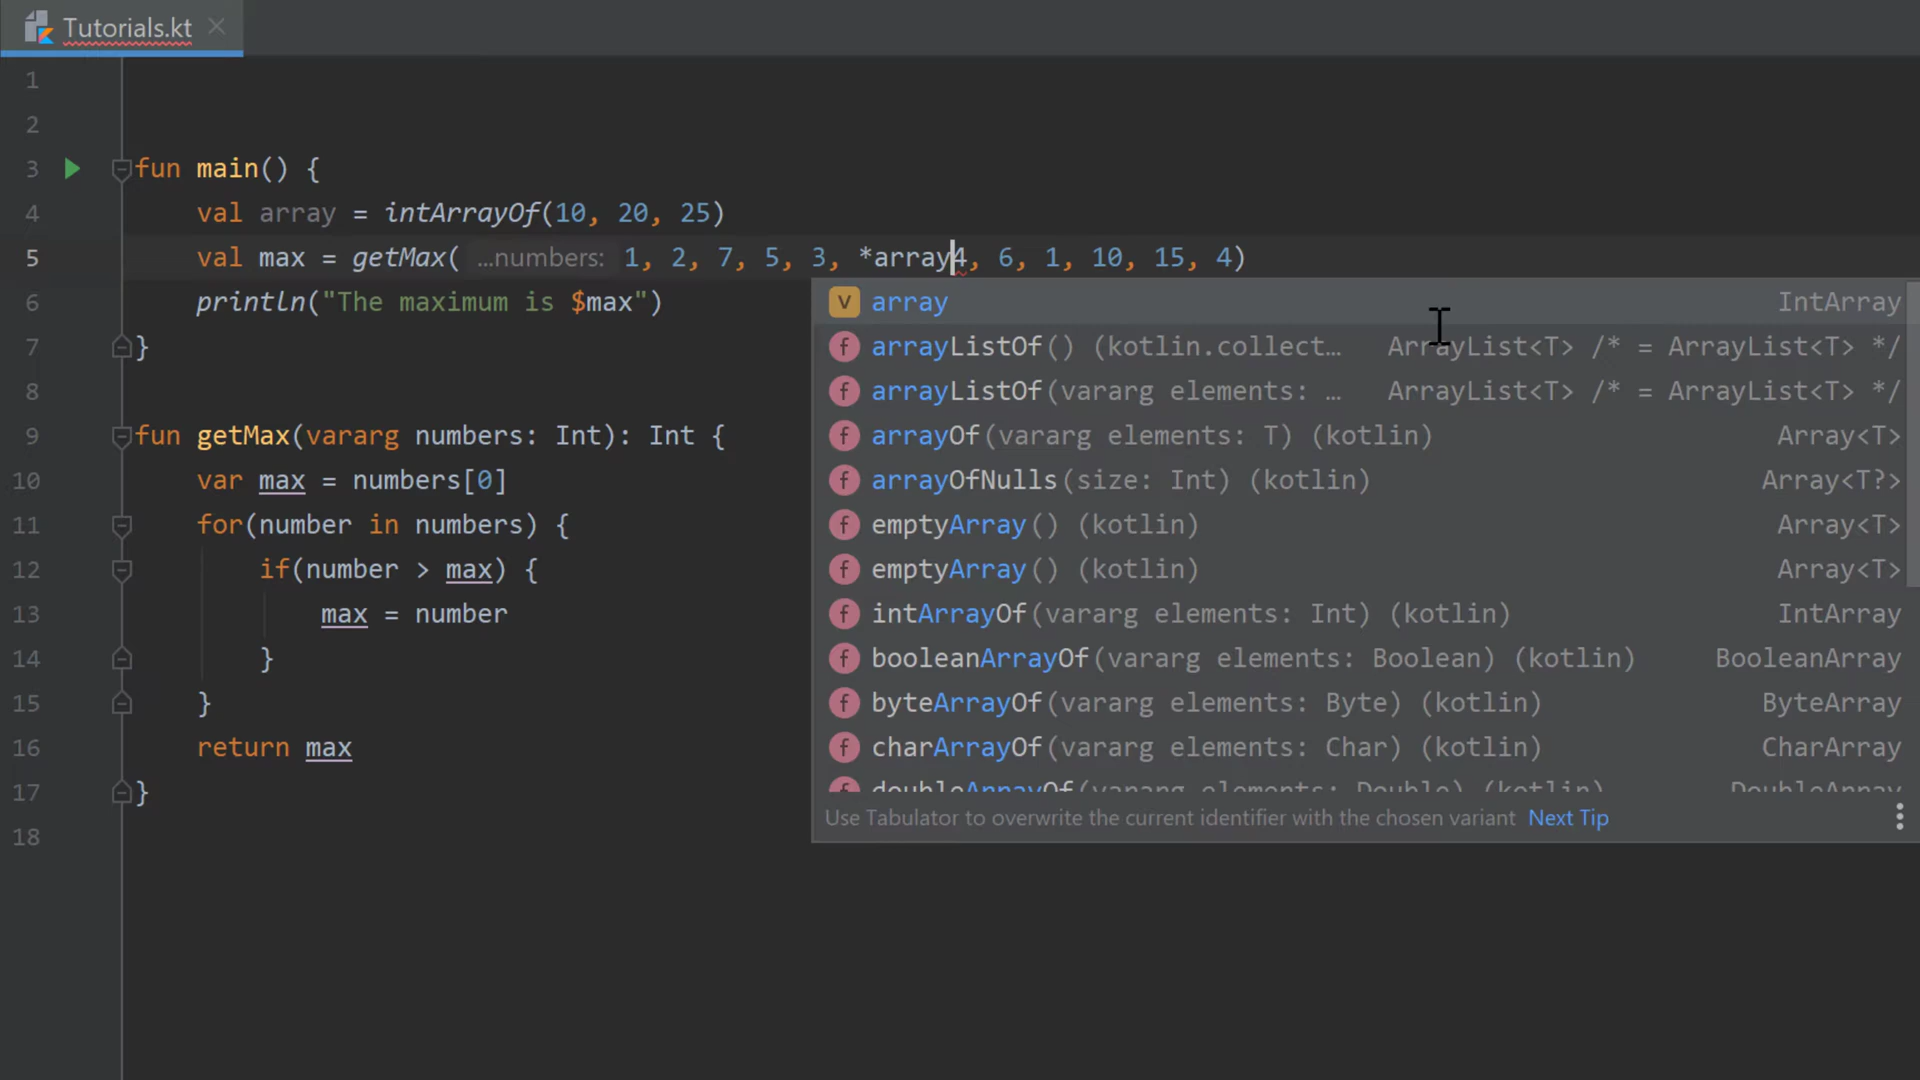 Tutorials.kt
1
2
3 fun main() {
4 val array = intArrayOf(10, 20, 25)
5 val max = getMax( ...numbers: 1, 2, 7, 5, 3, *array4, 6, 1, 10, 15, 4)
6 println("The maximum is $max")
7 }
8
9 fun getMax(vararg numbers: Int): Int {
10 var max = numbers[0]
11 for(number in numbers) {
12 if(number > max) {
13 max = number
14 }
15 }
16 return max
17 }
18
array IntArray
arrayListOf() (kotlin.collect… ArrayList<T> /* = ArrayList<T> */
arrayListOf(vararg elements: … ArrayList<T> /* = ArrayList<T> */
arrayOf(vararg elements: T) (kotlin) Array<T>
arrayOfNulls(size: Int) (kotlin) Array<T?>
emptyArray() (kotlin) Array<T>
emptyArray() (kotlin) Array<T>
intArrayOf(vararg elements: Int) (kotlin) IntArray
booleanArrayOf(vararg elements: Boolean) (kotlin) BooleanArray
byteArrayOf(vararg elements: Byte) (kotlin) ByteArray
charArrayOf(vararg elements: Char) (kotlin) CharArray
doubleArrayOf(vararg elements: Double) (kotlin) DoubleArray
Use Tabulator to overwrite the current identifier with the chosen variant Next Tip